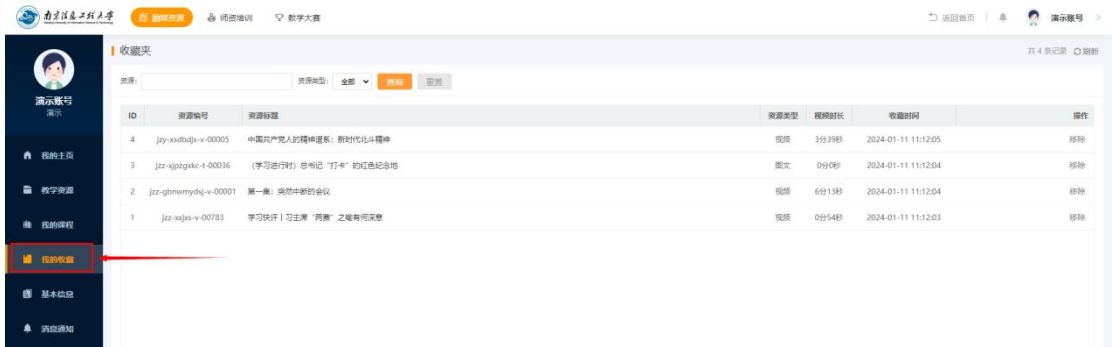 南京信息工程大学 融媒资源 师资培训 教学大赛 返回首页 演示账号
收藏夹 共 4 条记录 刷新
演示账号
演示
资源: 资源类型: 全部 查询 重置
ID 资源编号 资源标题 资源类型 视频时长 收藏时间 操作
4 jzy-xsdbdjs-v-00005 中国共产党人的精神谱系：新时代北斗精神 视频 3分39秒 2024-01-11 11:12:05 移除
3 jzz-xjpzgxkc-t-00036 （学习进行时）总书记“打卡”的红色纪念地 图文 0分0秒 2024-01-11 11:12:04 移除
2 jzz-gbnwmydsj-v-00001 第一集：突然中断的会议 视频 6分13秒 2024-01-11 11:12:04 移除
1 jzz-xxjxs-v-00783 学习快评丨习主席“两赛”之喻有何深意 视频 0分54秒 2024-01-11 11:12:03 移除
我的主页
教学资源
我的课程
我的收藏
基本信息
消息通知